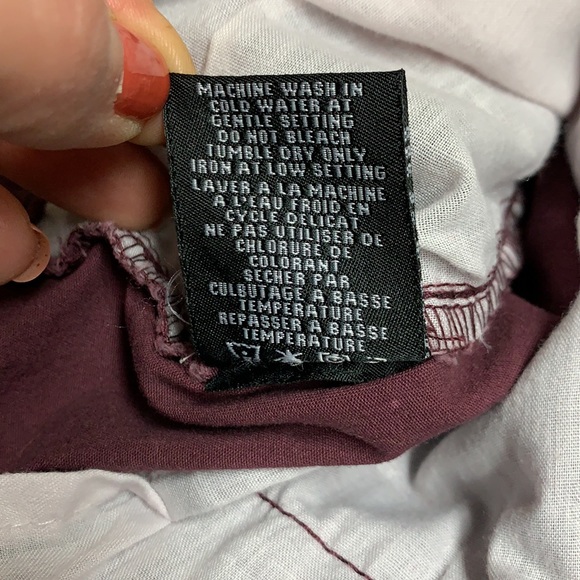 MACHINE WASH IN
COLD WATER AT
GENTLE SETTING
DO NOT BLEACH
TUMBLE DRY ONLY
IRON AT LOW SETTING
LAVER A LA MACHINE
A L'EAU FROID EN
CYCLE DELICAT
NE PAS UTILISER DE
CHLORURE DE
COLORANT
SECHER PAR
CULBUTAGE A BASSE
TEMPERATURE
REPASSER A BASSE
TEMPERATURE